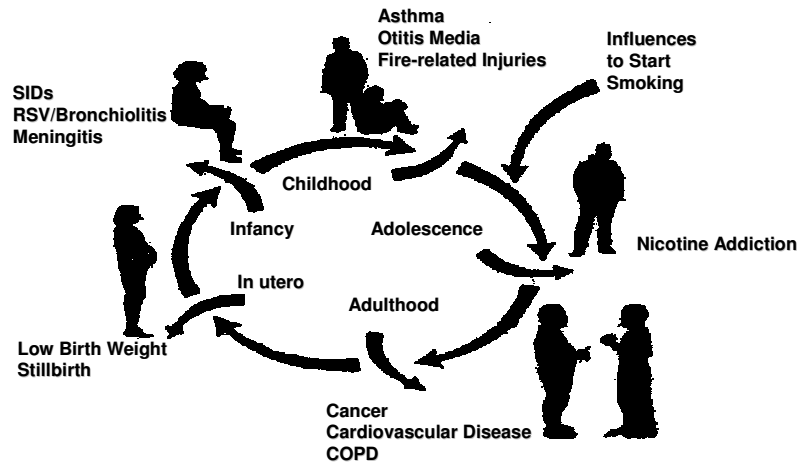 Asthma
Otitis Media
Fire-related Injuries
Influences
to Start
Smoking
SIDs
RSV/Bronchiolitis
Meningitis
Childhood
Infancy
Adolescence
Nicotine Addiction
In utero
Adulthood
Low Birth Weight
Stillbirth
Cancer
Cardiovascular Disease
COPD